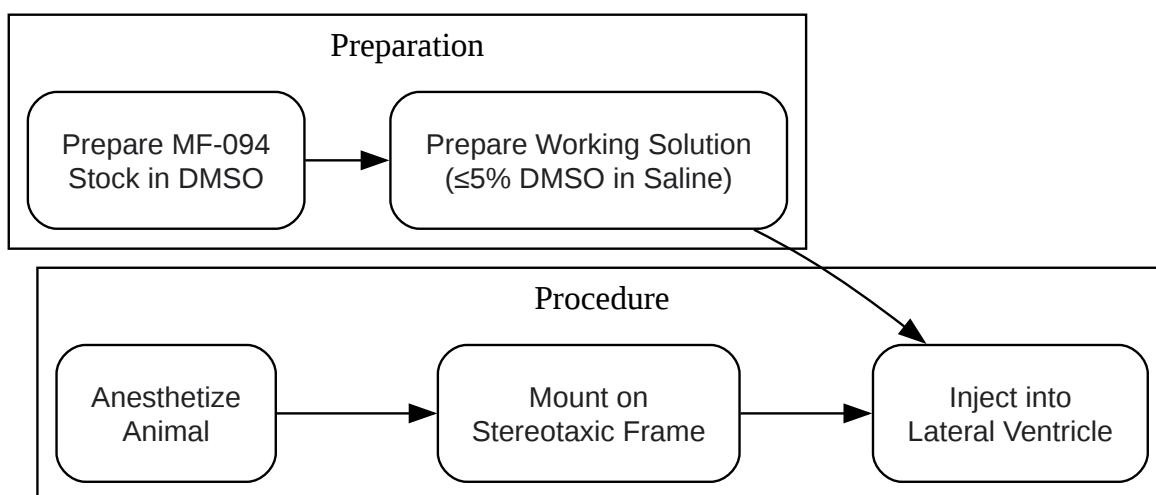 Preparation
Prepare MF-094
Stock in DMSO
Prepare Working Solution
(≤5% DMSO in Saline)
Procedure
Anesthetize
Animal
Mount on
Stereotaxic Frame
Inject into
Lateral Ventricle